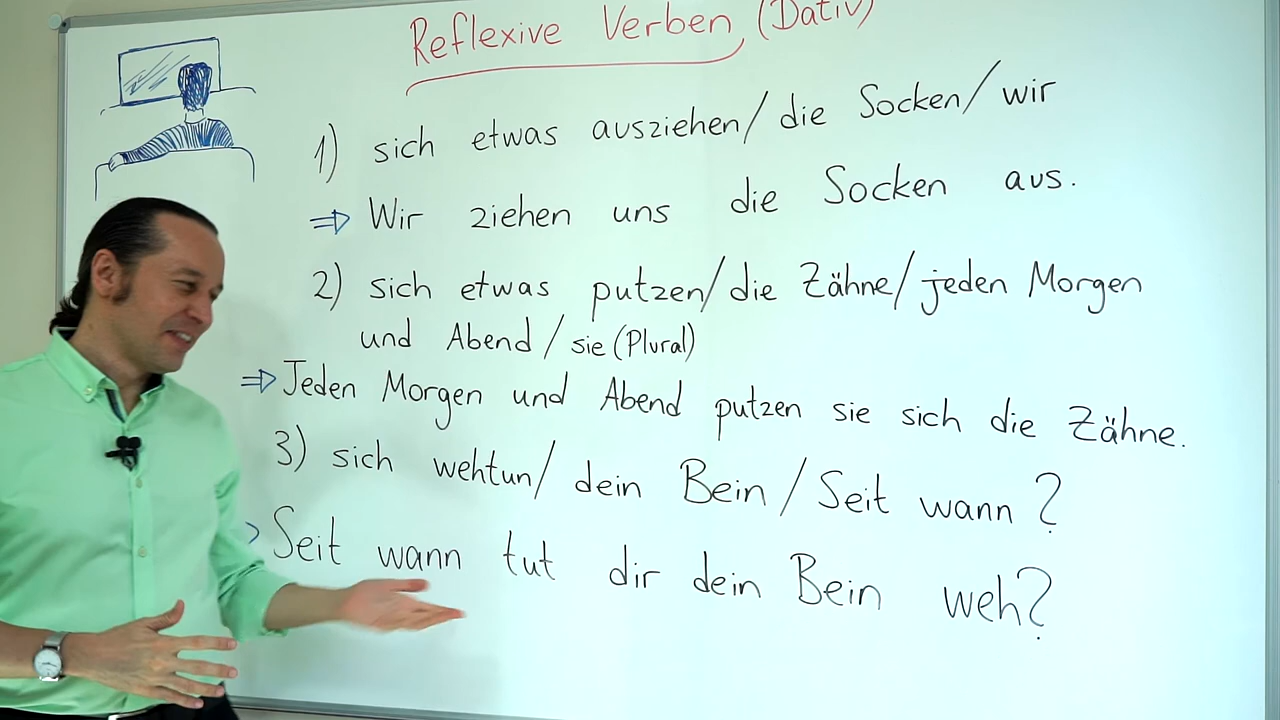 Reflexive Verben (Dativ)
1) sich etwas ausziehen/ die Socken/ wir
⇒ Wir ziehen uns die Socken aus.
2) sich etwas putzen/ die Zähne/ jeden Morgen
und Abend/ sie (Plural)
⇒ Jeden Morgen und Abend putzen sie sich die Zähne.
3) sich wehtun/ dein Bein/ Seit wann?
Seit wann tut dir dein Bein weh?